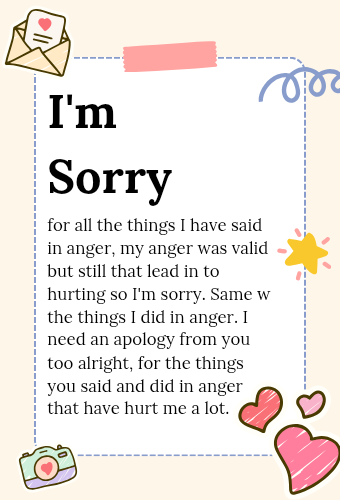 I'm
Sorry
for all the things I have said
in anger, my anger was valid
but still that lead in to
hurting so I'm sorry. Same w
the things I did in anger. I
need an apology from you
too alright, for the things
you said and did in anger
that have hurt me a lot.